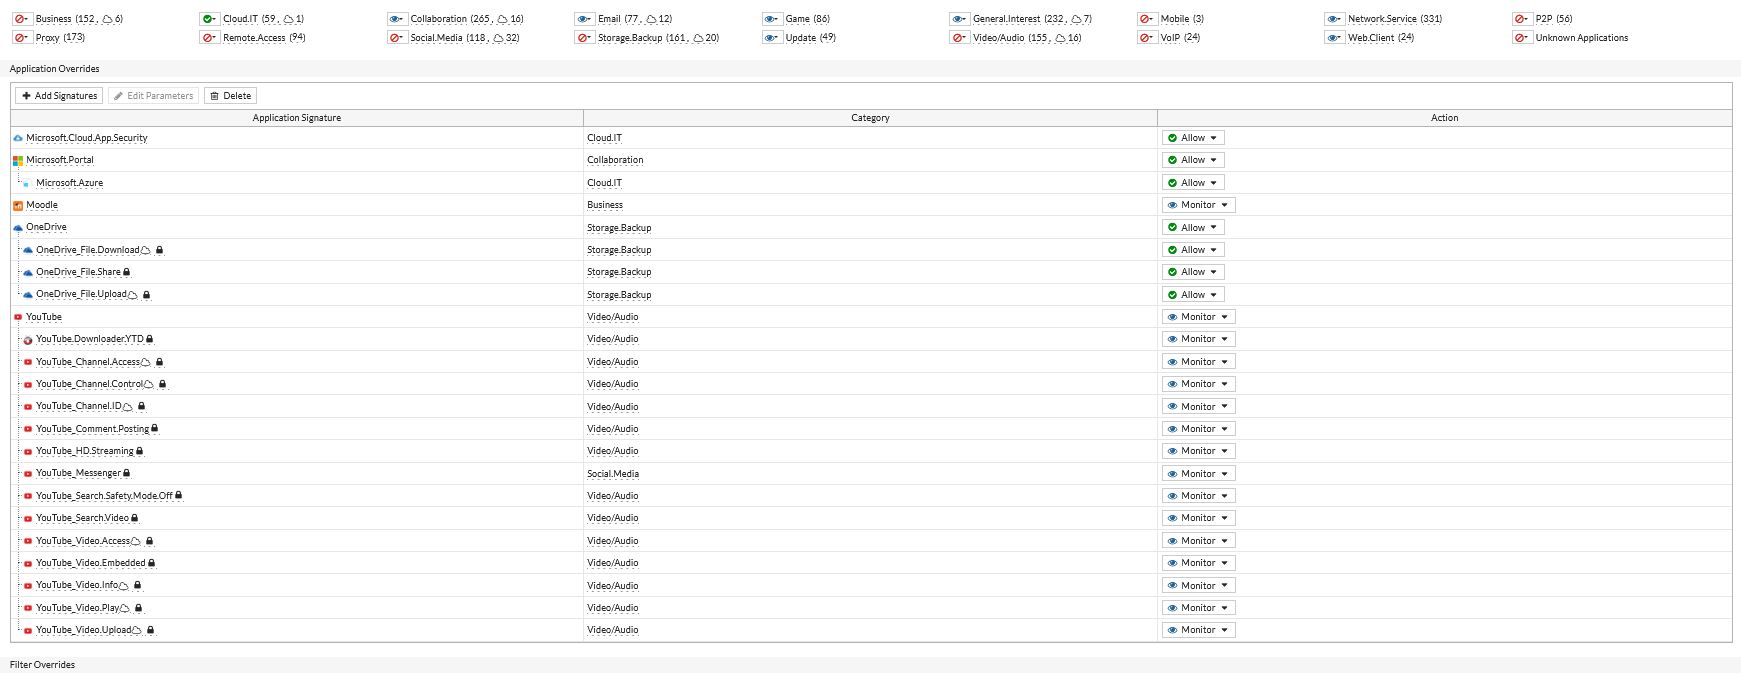 Business (152, 6) Cloud.IT (59, 1) Collaboration (265, 16) Email (77, 12) Game (86) General.Interest (232, 7) Mobile (3) Network.Service (331) P2P (56)
Proxy (173) Remote.Access (94) Social.Media (118, 32) Storage.Backup (161, 20) Update (49) Video/Audio (155, 16) VoIP (24) Web.Client (24) Unknown Applications
Application Overrides
Add Signatures Edit Parameters Delete
Application Signature Category Action
Microsoft.Cloud.App.Security Cloud.IT Allow
Microsoft.Portal Collaboration Allow
Microsoft.Azure Cloud.IT Allow
Moodle Business Monitor
OneDrive Storage.Backup Allow
OneDrive_File.Download Storage.Backup Allow
OneDrive_File.Share Storage.Backup Allow
OneDrive_File.Upload Storage.Backup Allow
YouTube Video/Audio Monitor
YouTube.Downloader.YTD Video/Audio Monitor
YouTube_Channel.Access Video/Audio Monitor
YouTube_Channel.Control Video/Audio Monitor
YouTube_Channel.ID Video/Audio Monitor
YouTube_Comment.Posting Video/Audio Monitor
YouTube_HD.Streaming Video/Audio Monitor
YouTube_Messenger Social.Media Monitor
YouTube_Search.Safety.Mode.Off Video/Audio Monitor
YouTube_Search.Video Video/Audio Monitor
YouTube_Video.Access Video/Audio Monitor
YouTube_Video.Embedded Video/Audio Monitor
YouTube_Video.Info Video/Audio Monitor
YouTube_Video.Play Video/Audio Monitor
YouTube_Video.Upload Video/Audio Monitor
Filter Overrides